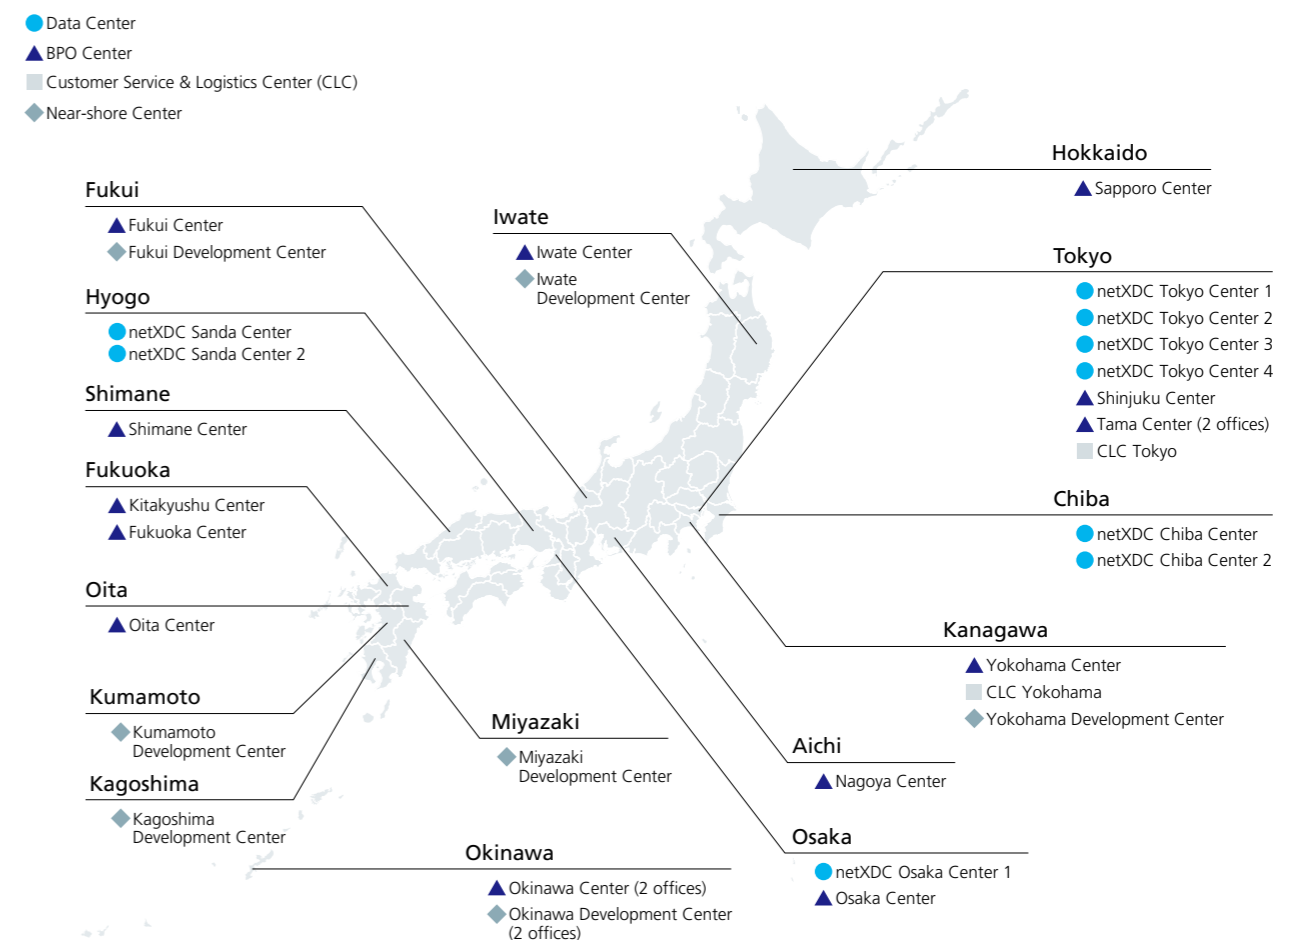 Data Center
BPO Center
Customer Service & Logistics Center (CLC)
Near-shore Center
Fukui
Fukui Center
Fukui Development Center
Hyogo
netXDC Sanda Center
netXDC Sanda Center 2
Shimane
Shimane Center
Fukuoka
Kitakyushu Center
Fukuoka Center
Oita
Oita Center
Kumamoto
Kumamoto
Development Center
Kagoshima
Kagoshima
Development Center
Iwate
Iwate Center
Iwate
Development Center
Miyazaki
Miyazaki
Development Center
Okinawa
Okinawa Center (2 offices)
Okinawa Development Center
(2 offices)
Hokkaido
Sapporo Center
Tokyo
netXDC Tokyo Center 1
netXDC Tokyo Center 2
netXDC Tokyo Center 3
netXDC Tokyo Center 4
Shinjuku Center
Tama Center (2 offices)
CLC Tokyo
Chiba
netXDC Chiba Center
netXDC Chiba Center 2
Kanagawa
Yokohama Center
CLC Yokohama
Yokohama Development Center
Aichi
Nagoya Center
Osaka
netXDC Osaka Center 1
Osaka Center